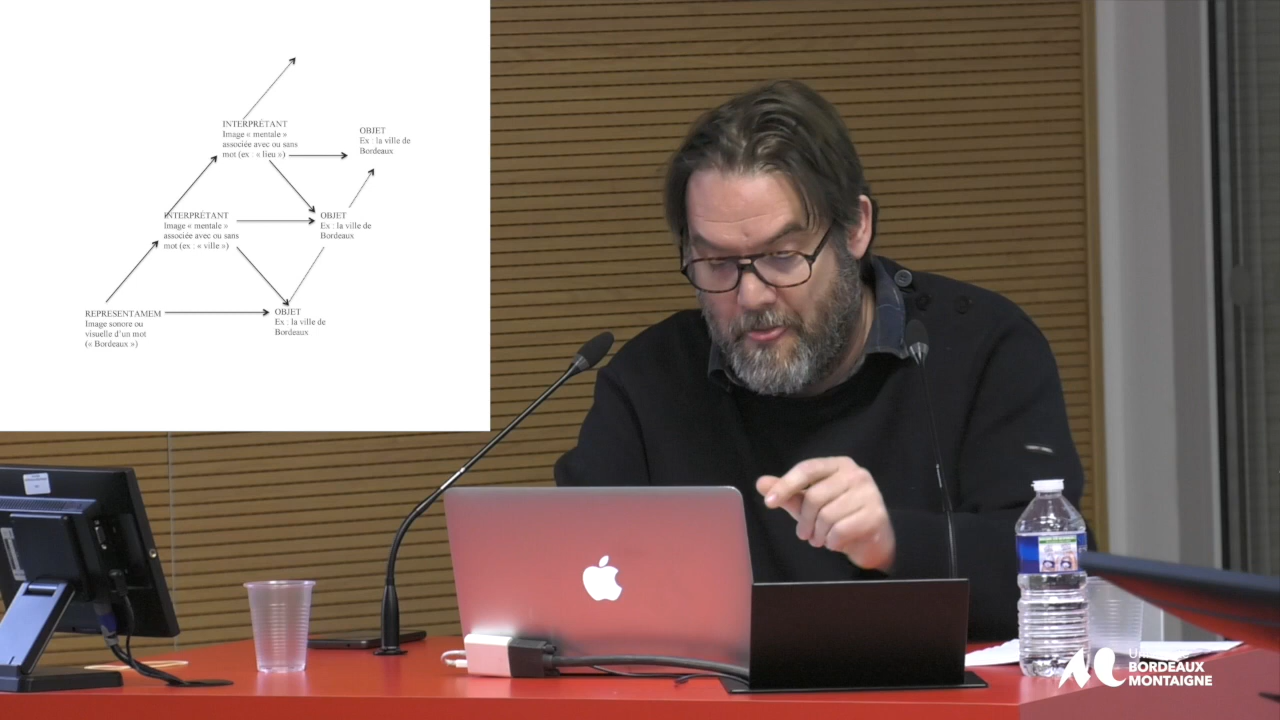 INTERPRÉTANT
Image « mentale »
associée avec ou sans
mot (ex : « lieu »)
OBJET
Ex : la ville de
Bordeaux
INTERPRÉTANT
Image « mentale »
associée avec ou sans
mot (ex : « ville »)
OBJET
Ex : la ville de
Bordeaux
REPRESENTAMEM
Image sonore ou
visuelle d'un mot
(« Bordeaux »)
OBJET
Ex : la ville de
Bordeaux
Université
BORDEAUX
MONTAIGNE